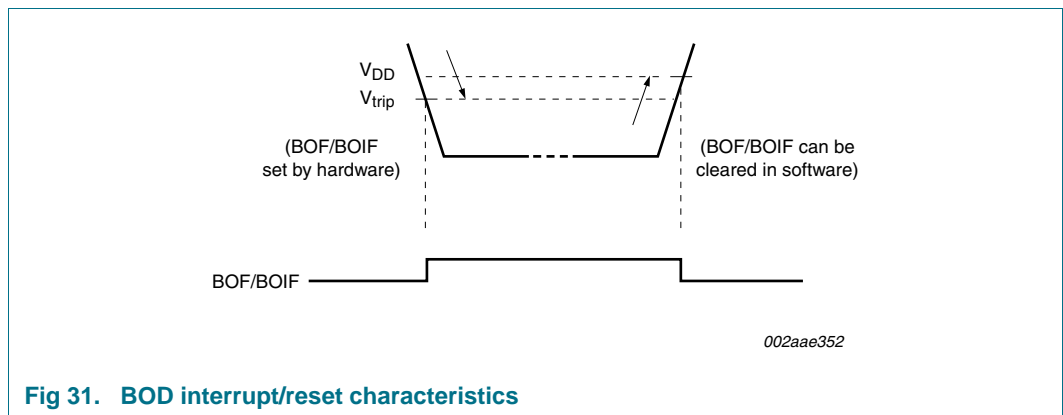 VDD
Vtrip
(BOF/BOIF
set by hardware)
(BOF/BOIF can be
cleared in software)
BOF/BOIF
002aae352
Fig 31. BOD interrupt/reset characteristics